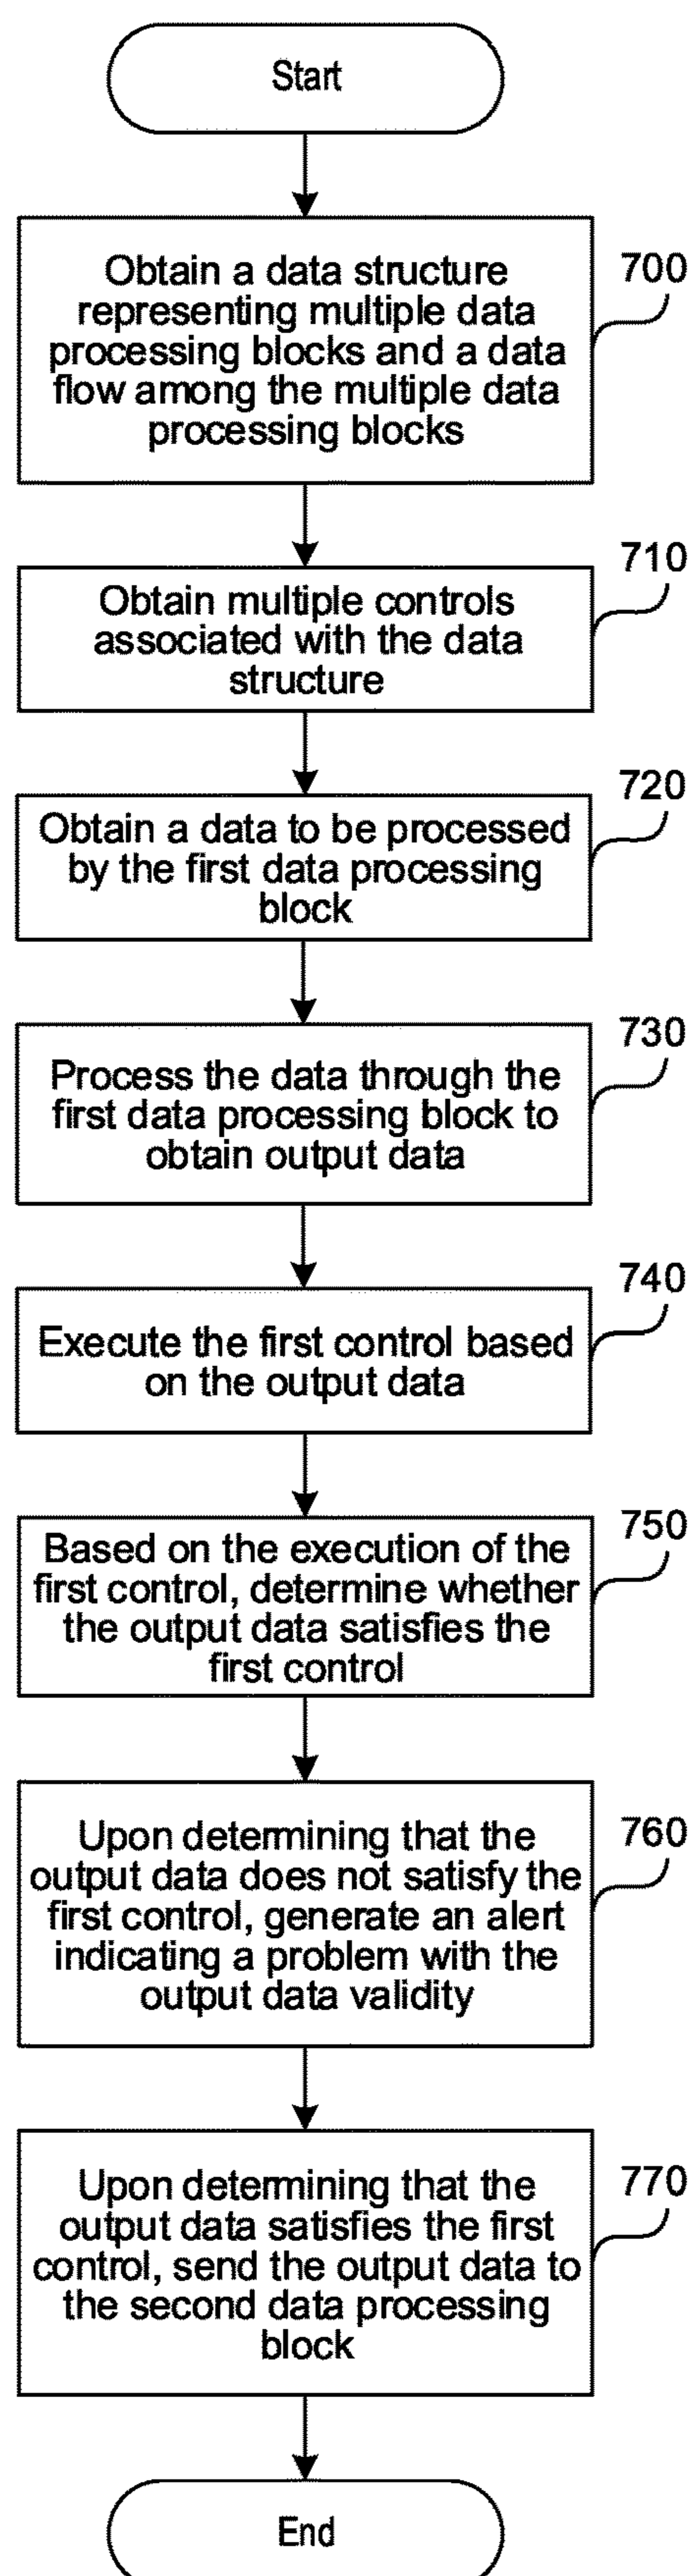 Start
Obtain a data structure
representing multiple data
processing blocks and a data
flow among the multiple data
processing blocks
700
Obtain multiple controls
associated with the data
structure
710
Obtain a data to be processed
by the first data processing
block
720
Process the data through the
first data processing block to
obtain output data
730
Execute the first control based
on the output data
740
Based on the execution of the
first control, determine whether
the output data satisfies the
first control
750
Upon determining that the
output data does not satisfy the
first control, generate an alert
indicating a problem with the
output data validity
760
Upon determining that the
output data satisfies the first
control, send the output data to
the second data processing
block
770
End